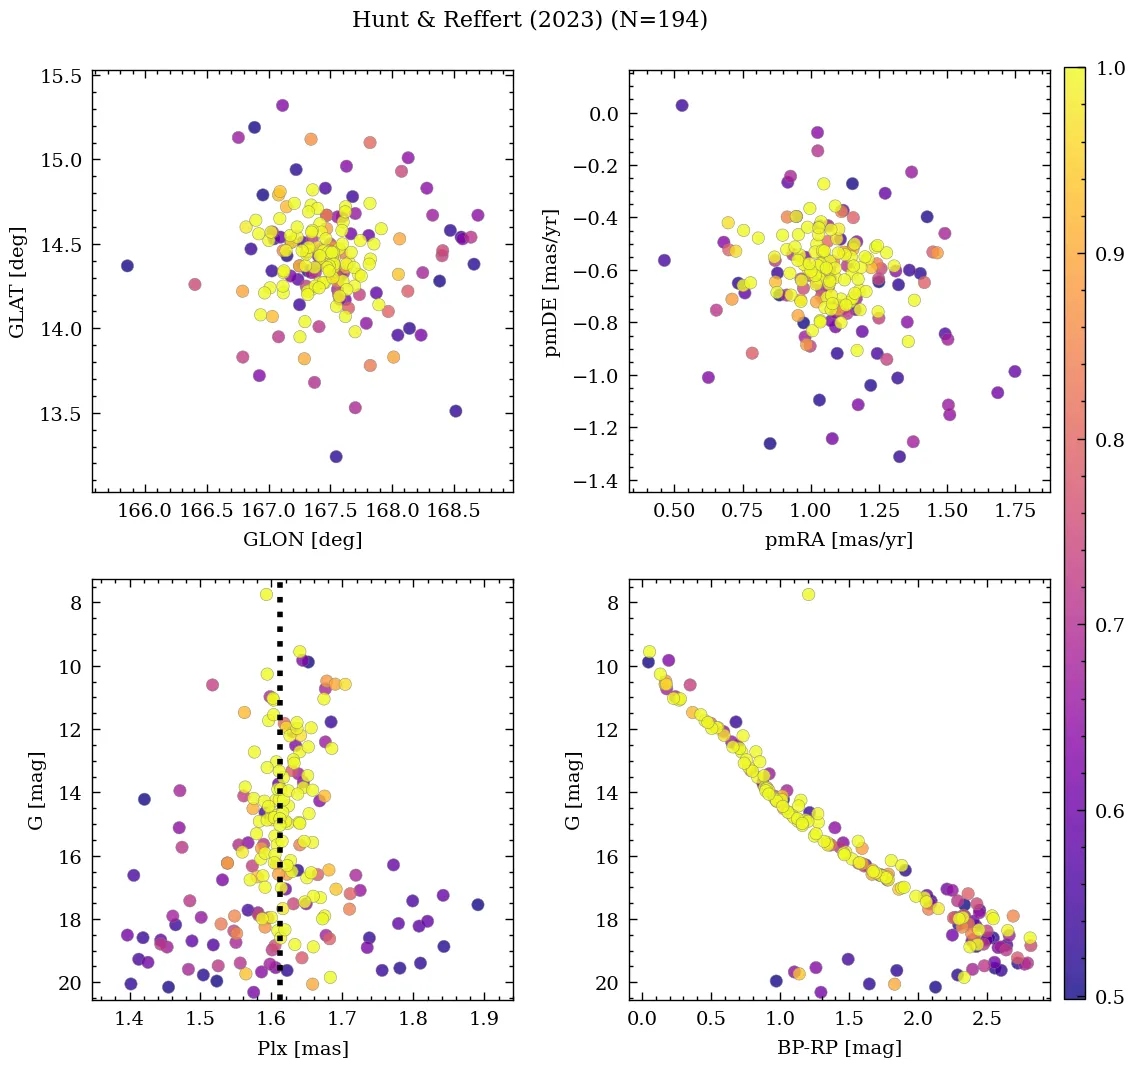 Hunt & Reffert (2023) (N=194)
15.5
15.0
14.5
14.0
13.5
GLAT [deg]
166.0 166.5 167.0 167.5 168.0 168.5
GLON [deg]
0.0
−0.2
−0.4
−0.6
−0.8
−1.0
−1.2
−1.4
pmDE [mas/yr]
0.50 0.75 1.00 1.25 1.50 1.75
pmRA [mas/yr]
1.0
0.9
0.8
0.7
0.6
0.5
8
10
12
14
16
18
20
G [mag]
1.4 1.5 1.6 1.7 1.8 1.9
Plx [mas]
8
10
12
14
16
18
20
G [mag]
0.0 0.5 1.0 1.5 2.0 2.5
BP-RP [mag]